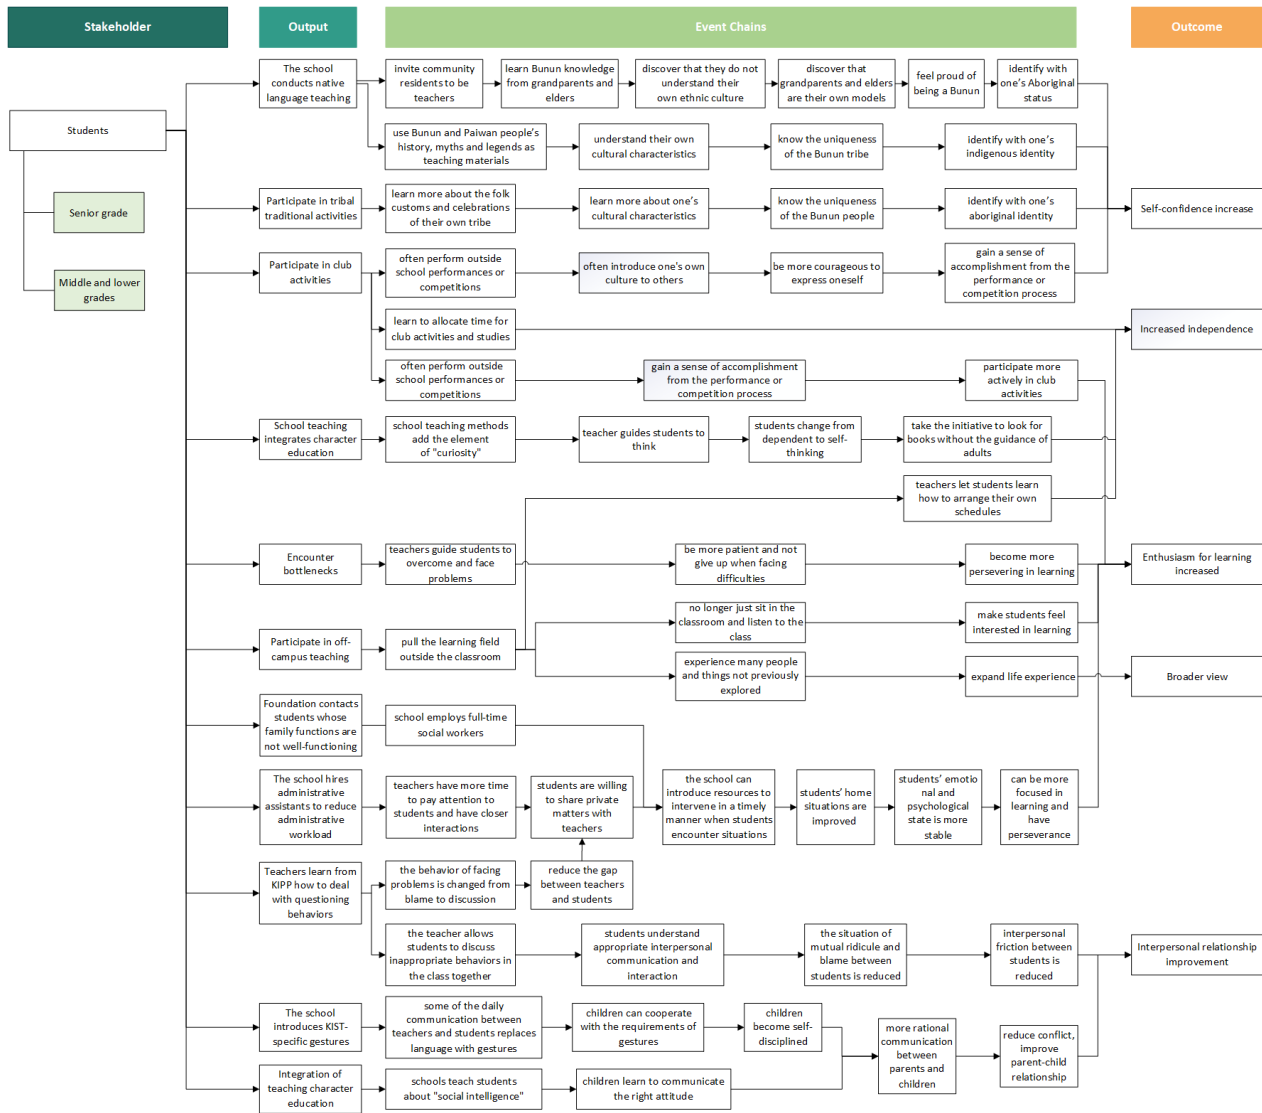 Stakeholder
Output
Event Chains
Outcome
Students
Senior grade
Middle and lower
grades
The school
conducts native
language teaching
invite community
residents to be
teachers
learn Bunun knowledge
from grandparents and
elders
discover that they do not
understand their
own ethnic culture
discover that
grandparents and elders
are their own models
feel proud of
being a Bunun
identify with
one's Aboriginal
status
use Bunun and Paiwan people's
history, myths and legends as
teaching materials
understand their own
cultural characteristics
know the uniqueness
of the Bunun tribe
identify with one's
indigenous identity
Participate in tribal
traditional activities
learn more about the folk
customs and celebrations
of their own tribe
learn more about one's
cultural characteristics
know the uniqueness
of the Bunun people
identify with one's
aboriginal identity
Self-confidence increase
Participate in club
activities
often perform outside
school performances or
competitions
often introduce one's own
culture to others
be more courageous to
express oneself
gain a sense of
accomplishment from the
performance or
competition process
learn to allocate time for
club activities and studies
Increased independence
often perform outside
school performances or
competitions
gain a sense of accomplishment
from the performance or
competition process
participate more
actively in club
activities
School teaching
integrates character
education
school teaching methods
add the element
of "curiosity"
teacher guides students to
think
students change from
dependent to self-
thinking
take the initiative to look for
books without the guidance of
adults
teachers let students learn
how to arrange their own
schedules
Encounter
bottlenecks
teachers guide students to
overcome and face
problems
be more patient and not
give up when facing
difficulties
become more
persevering in learning
Enthusiasm for learning
increased
Participate in off-
campus teaching
pull the learning field
outside the classroom
no longer just sit in the
classroom and listen to the
class
make students feel
interested in learning
experience many people
and things not previously
explored
expand life experience
Broader view
Foundation contacts
students whose
family functions are
not well-functioning
school employs full-time
social workers
The school hires
administrative
assistants to reduce
administrative
workload
teachers have more time
to pay attention to
students and have closer
interactions
students are willing
to share private
matters with
teachers
the school can
introduce resources to
intervene in a timely
manner when students
encounter situations
students' home
situations are
improved
students' emotio
nal and
psychological
state is more
stable
can be more
focused in
learning and
have
perseverance
Teachers learn from
KIPP how to deal
with questioning
behaviors
the behavior of facing
problems is changed from
blame to discussion
reduce the gap
between teachers
and students
the teacher allows
students to discuss
inappropriate behaviors in
the class together
students understand
appropriate interpersonal
communication and
interaction
the situation of
mutual ridicule and
blame between
students is reduced
interpersonal
friction between
students is
reduced
Interpersonal relationship
improvement
The school
introduces KIST-
specific gestures
some of the daily
communication between
teachers and students replaces
language with gestures
children can cooperate
with the requirements of
gestures
children
become self-
disciplined
more rational
communication
between
parents and
children
reduce conflict,
improve
parent-child
relationship
Integration of
teaching character
education
schools teach students
about "social intelligence"
children learn to communicate
the right attitude